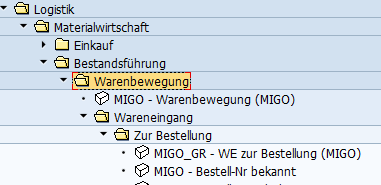 Logistik
Materialwirtschaft
Einkauf
Bestandsführung
Warenbewegung
MIGO - Warenbewegung (MIGO)
Wareneingang
Zur Bestellung
MIGO_GR - WE zur Bestellung (MIGO)
MIGO - Bestell-Nr bekannt